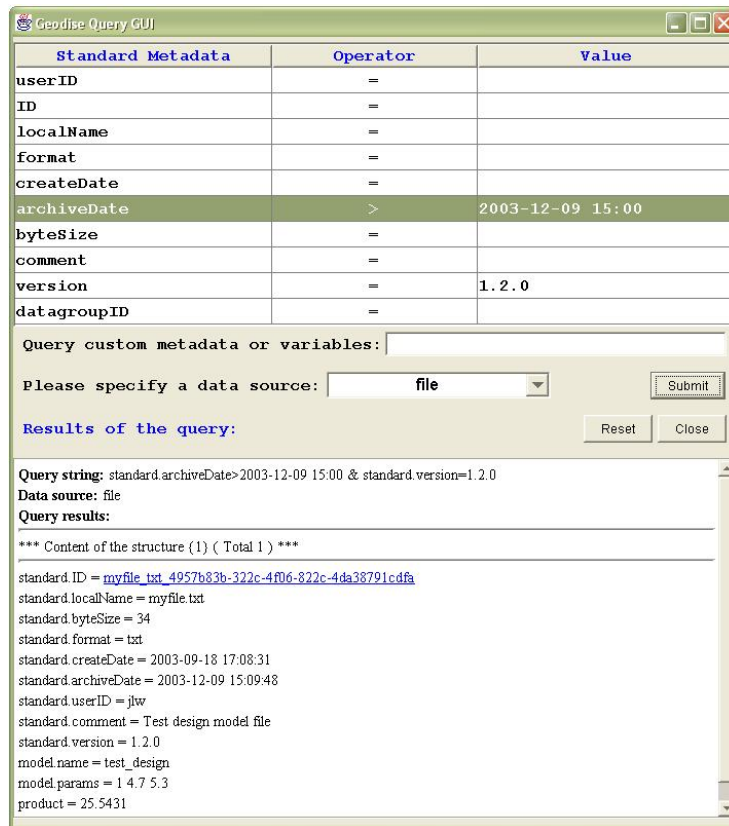 Geodise Query GUI
Standard Metadata Operator Value
userID =
ID =
localName =
format =
createDate =
archiveDate > 2003-12-09 15:00
byteSize =
comment =
version = 1.2.0
datagroupID =
Query custom metadata or variables:
Please specify a data source: file Submit
Results of the query: Reset Close
Query string: standard.archiveDate>2003-12-09 15:00 & standard.version=1.2.0
Data source: file
Query results:
*** Content of the structure (1} ( Total 1 ) ***
standard.ID = myfile_txt_4957b83b-322c-4f06-822c-4da38791cdfa
standard.localName = myfile.txt
standard.byteSize = 34
standard.format = txt
standard.createDate = 2003-09-18 17:08:31
standard.archiveDate = 2003-12-09 15:09:48
standard.userID = jlw
standard.comment = Test design model file
standard.version = 1.2.0
model.name = test_design
model.params = 1 4.7 5.3
product = 25.5431